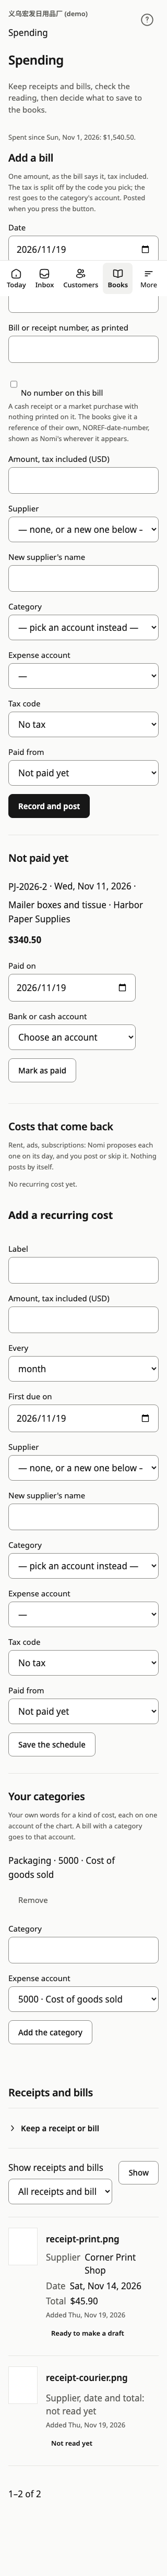 义乌宏发日用品厂 (demo)
?
Spending
Spending
Keep receipts and bills, check the
reading, then decide what to save to
the books.
Spent since Sun, Nov 1, 2026: $1,540.50.
Add a bill
One amount, as the bill says it, tax included.
The tax is split off by the code you pick; the
rest goes to the category's account. Posted
when you press the button.
Date
2026/11/19
Today
Inbox
Customers
Books
More
Bill or receipt number, as printed
No number on this bill
A cash receipt or a market purchase with
nothing printed on it. The books give it a
reference of their own, NOREF-date-number,
shown as Nomi's wherever it appears.
Amount, tax included (USD)
Supplier
— none, or a new one below –
New supplier's name
Category
— pick an account instead —
Expense account
—
Tax code
No tax
Paid from
Not paid yet
Record and post
Not paid yet
PJ-2026-2 · Wed, Nov 11, 2026 ·
Mailer boxes and tissue · Harbor
Paper Supplies
$340.50
Paid on
2026/11/19
Bank or cash account
Choose an account
Mark as paid
Costs that come back
Rent, ads, subscriptions: Nomi proposes each
one on its day, and you post or skip it. Nothing
posts by itself.
No recurring cost yet.
Add a recurring cost
Label
Amount, tax included (USD)
Every
month
First due on
2026/11/19
Supplier
— none, or a new one below –
New supplier's name
Category
— pick an account instead —
Expense account
—
Tax code
No tax
Paid from
Not paid yet
Save the schedule
Your categories
Your own words for a kind of cost, each on one
account of the chart. A bill with a category
goes to that account.
Packaging · 5000 · Cost of
goods sold
Remove
Category
Expense account
5000 · Cost of goods sold
Add the category
Receipts and bills
Keep a receipt or bill
Show receipts and bills
All receipts and bill
Show
receipt-print.png
Supplier Corner Print
Shop
Date Sat, Nov 14, 2026
Total $45.90
Added Thu, Nov 19, 2026
Ready to make a draft
receipt-courier.png
Supplier, date and total:
not read yet
Added Thu, Nov 19, 2026
Not read yet
1–2 of 2